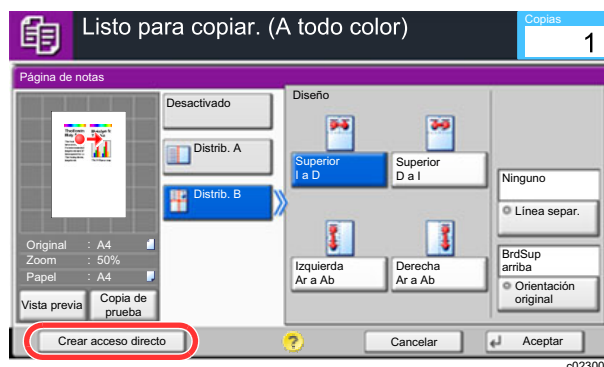 Listo para copiar. (A todo color)
Copias
1
Página de notas
Desactivado
Distrib. A
Distrib. B
Diseño
Superior
I a D
Superior
D a I
Izquierda
Ar a Ab
Derecha
Ar a Ab
Ninguno
Línea separ.
BrdSup
arriba
Orientación
original
Original : A4
Zoom : 50%
Papel : A4
Vista previa
Copia de
prueba
Crear acceso directo
?
Cancelar
Aceptar
c02300